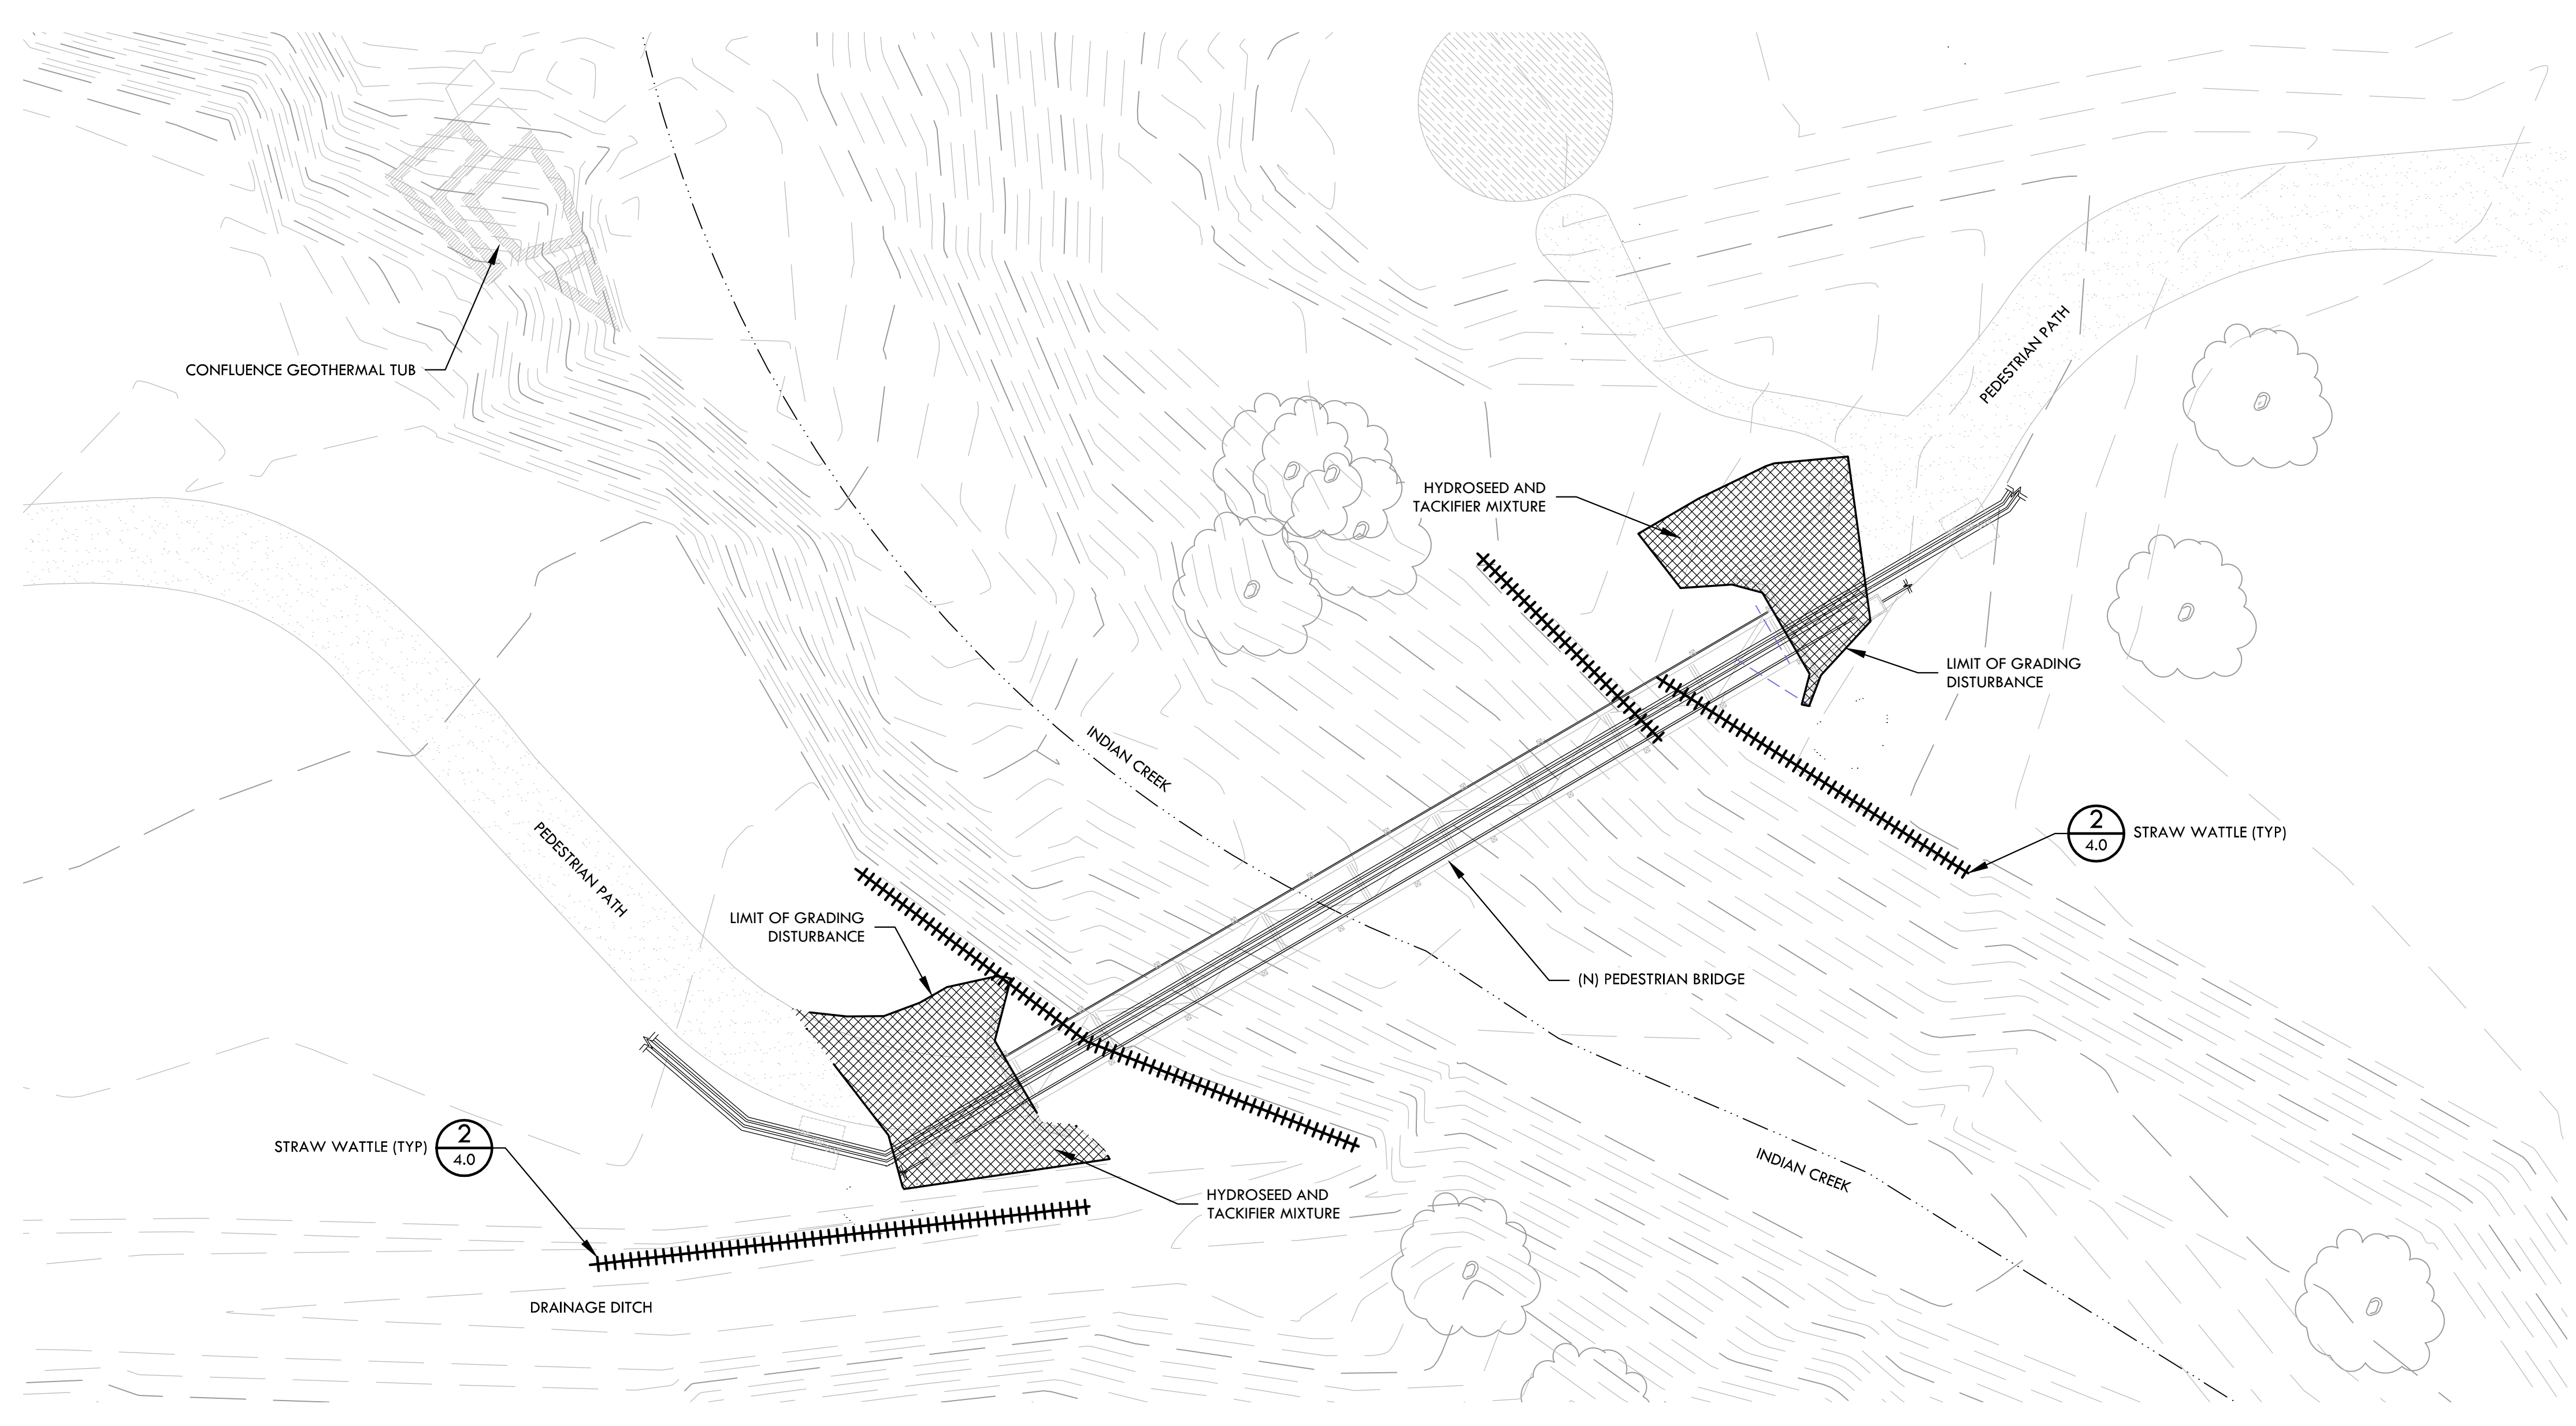 CONFLUENCE GEOTHERMAL TUB
PEDESTRIAN PATH
HYDROSEED AND
TACKIFIER MIXTURE
LIMIT OF GRADING
DISTURBANCE
INDIAN CREEK
2
4.0
STRAW WATTLE (TYP)
PEDESTRIAN PATH
LIMIT OF GRADING
DISTURBANCE
(N) PEDESTRIAN BRIDGE
STRAW WATTLE (TYP)
2
4.0
INDIAN CREEK
HYDROSEED AND
TACKIFIER MIXTURE
DRAINAGE DITCH